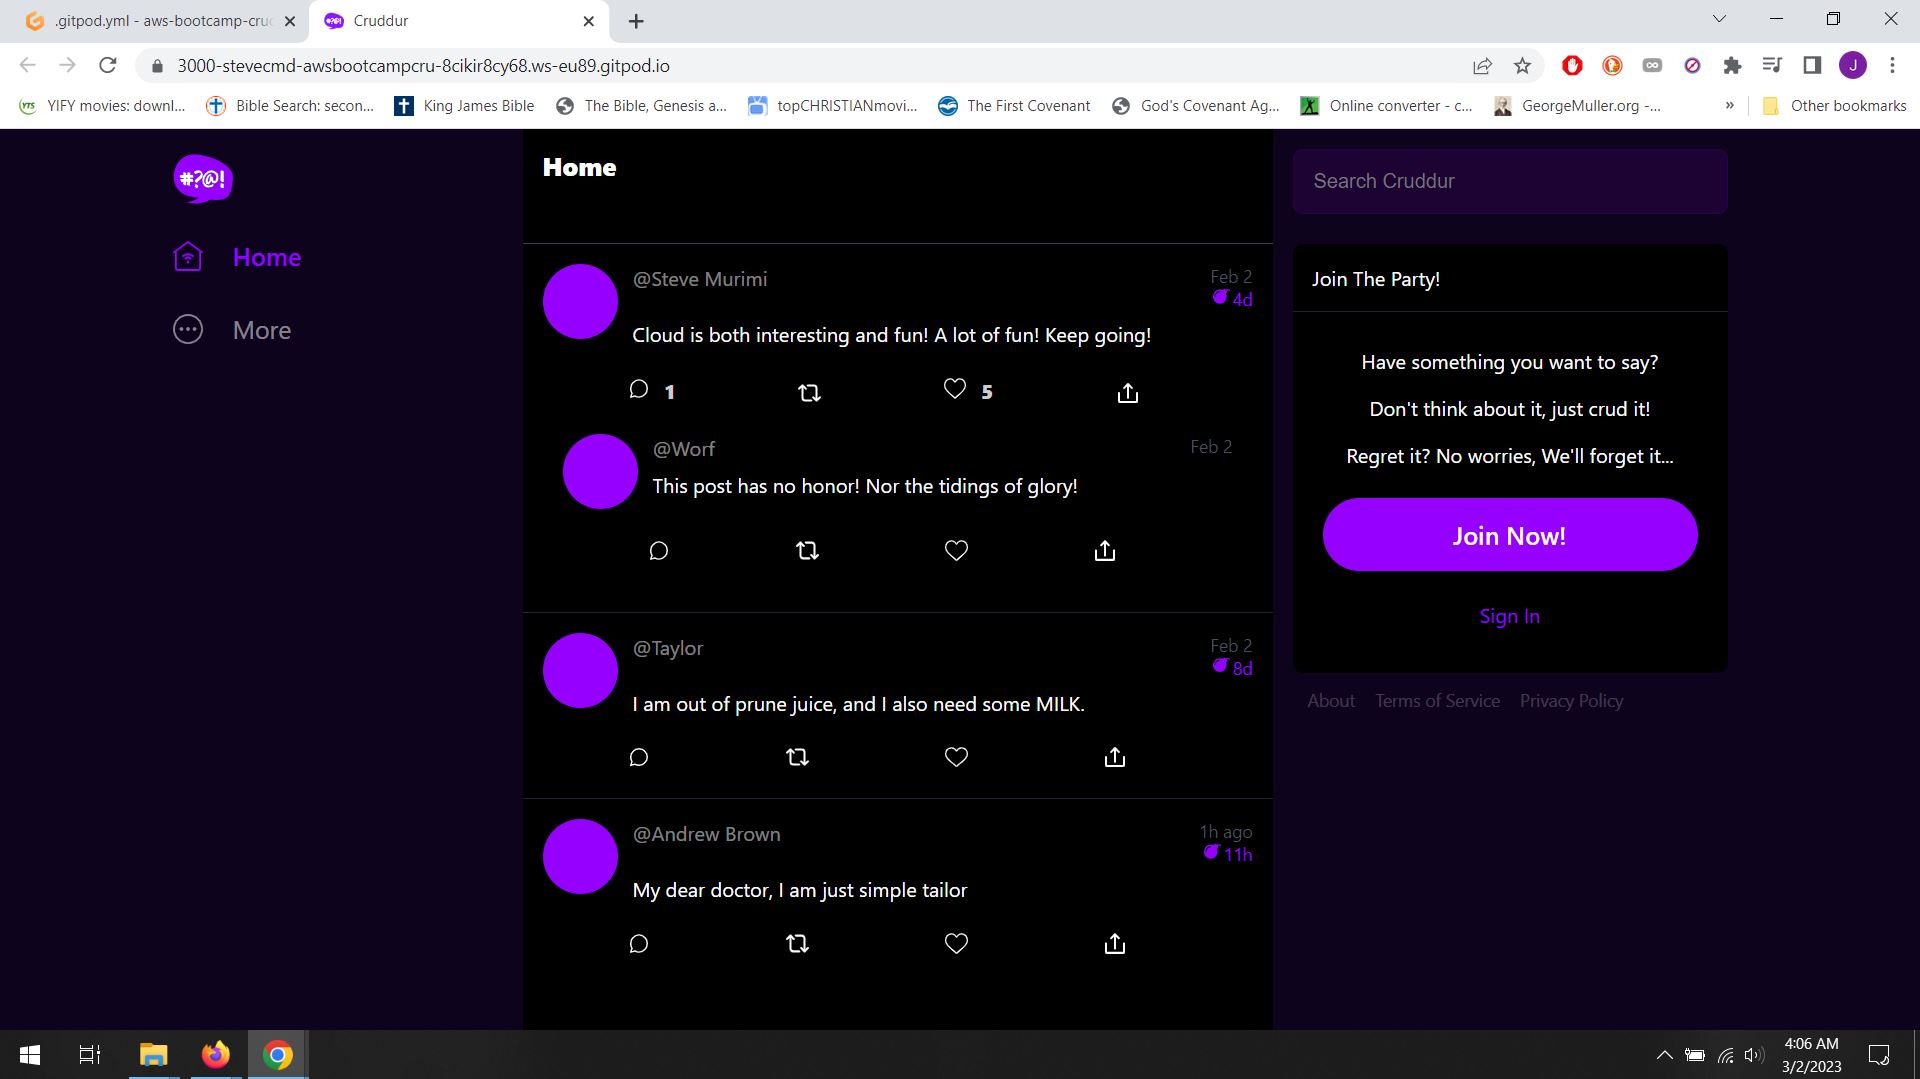 .gitpod.yml - aws-bootcamp-cruc
Cruddur
3000-stevecmd-awsbootcampcru-8cikir8cy68.ws-eu89.gitpod.io
J
YTS
YIFY movies: downl...
Bible Search: secon...
King James Bible
The Bible, Genesis a...
topCHRISTIANmovi...
The First Covenant
God's Covenant Ag...
Online converter - c...
GeorgeMuller.org -...
»
Other bookmarks
#?@!
Home
More
Home
@Steve Murimi
Feb 2
4d
Cloud is both interesting and fun! A lot of fun! Keep going!
1
5
@Worf
Feb 2
This post has no honor! Nor the tidings of glory!
@Taylor
Feb 2
8d
I am out of prune juice, and I also need some MILK.
@Andrew Brown
1h ago
11h
My dear doctor, I am just simple tailor
Search Cruddur
Join The Party!
Have something you want to say?
Don't think about it, just crud it!
Regret it? No worries, We'll forget it...
Join Now!
Sign In
About Terms of Service Privacy Policy
4:06 AM
3/2/2023